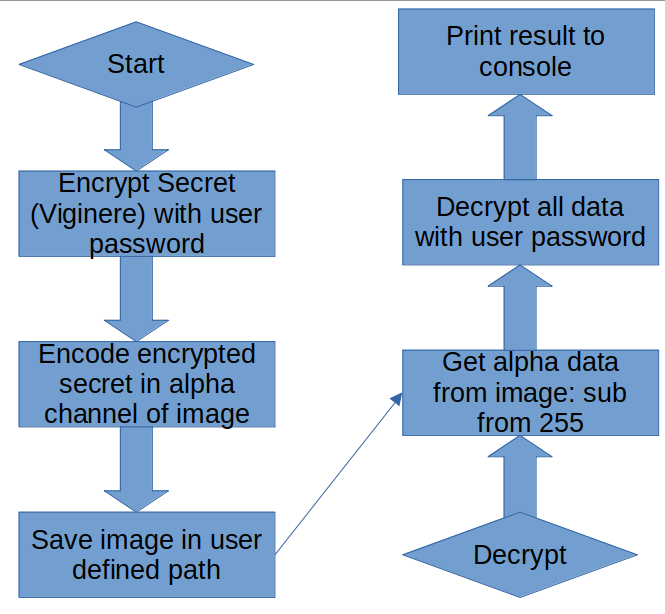 Start
Encrypt Secret
(Viginere) with user
password
Encode encrypted
secret in alpha
channel of image
Save image in user
defined path
Print result to
console
Decrypt all data
with user password
Get alpha data
from image: sub
from 255
Decrypt